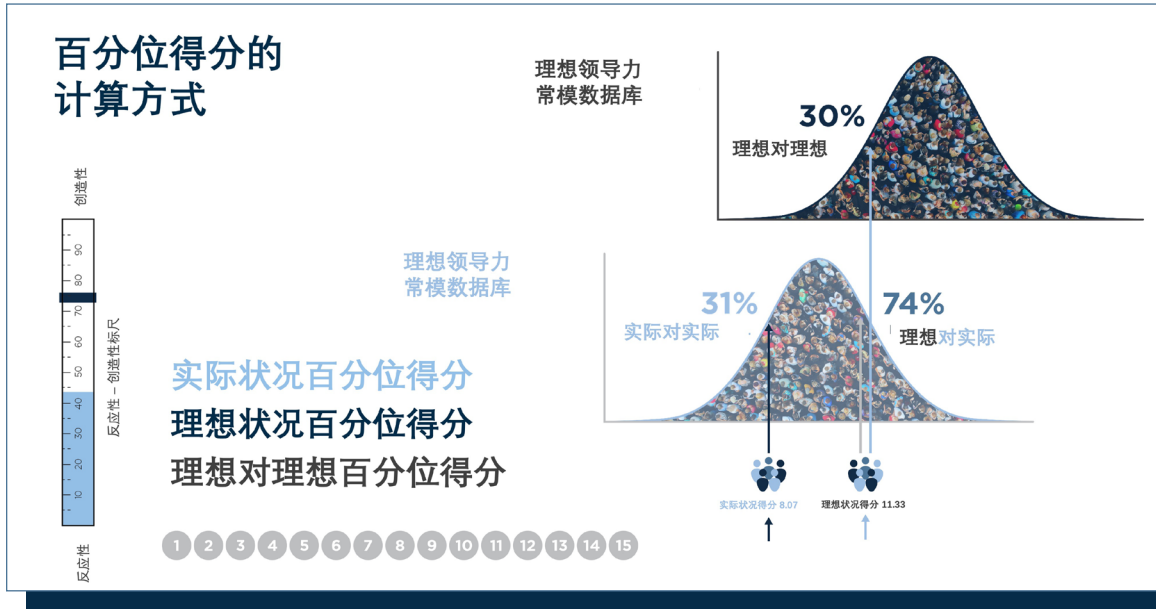 百分位得分的
计算方式
理想领导力
常模数据库
30%
理想对理想
理想领导力
常模数据库
31%
实际对实际
74%
理想对实际
创造性
90
80
70
60
50
40
30
20
10
反应性 – 创造性标尺
反应性
实际状况百分位得分
理想状况百分位得分
理想对理想百分位得分
实际状况得分 8.07
理想状况得分 11.33
1 2 3 4 5 6 7 8 9 10 11 12 13 14 15